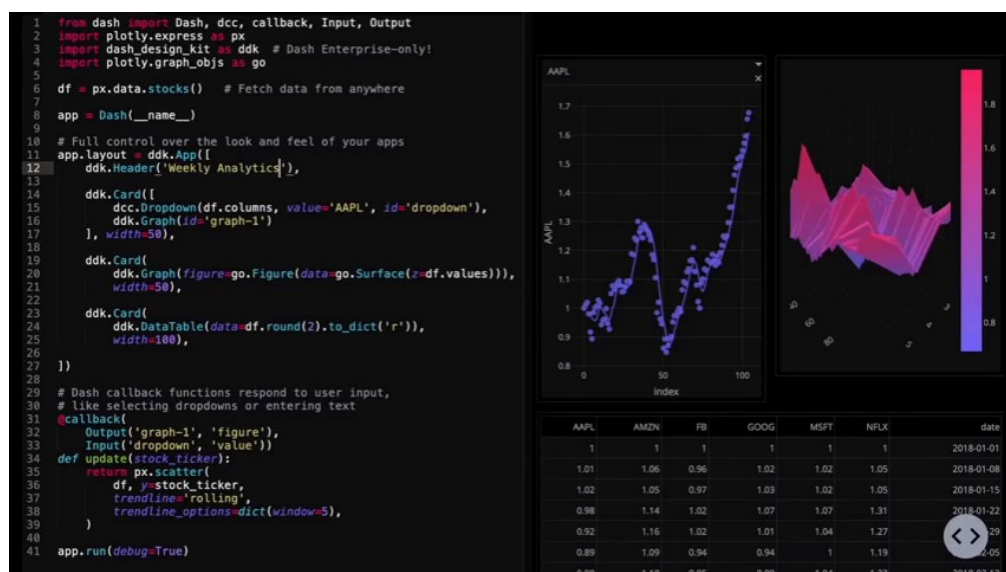 1 from dash import Dash, dcc, callback, Input, Output
2 import plotly.express as px
3 import dash_design_kit as ddk # Dash Enterprise-only!
4 import plotly.graph_objs as go
5
6 df = px.data.stocks() # Fetch data from anywhere
7
8 app = Dash(__name__)
9
10 # Full control over the look and feel of your apps
11 app.layout = ddk.App([
12 ddk.Header('Weekly Analytics'),
13
14 ddk.Card([
15 dcc.Dropdown(df.columns, value='AAPL', id='dropdown'),
16 ddk.Graph(id='graph-1')
17 ], width=50),
18
19 ddk.Card(
20 ddk.Graph(figure=go.Figure(data=go.Surface(z=df.values))),
21 width=50),
22
23 ddk.Card(
24 ddk.DataTable(data=df.round(2).to_dict('r')),
25 width=100),
26
27 ])
28
29 # Dash callback functions respond to user input,
30 # like selecting dropdowns or entering text
31 @callback(
32 Output('graph-1', 'figure'),
33 Input('dropdown', 'value'))
34 def update(stock_ticker):
35 return px.scatter(
36 df, y=stock_ticker,
37 trendline='rolling',
38 trendline_options=dict(window=5),
39 )
40
41 app.run(debug=True)
AAPL
1.7
1.6
1.5
1.4
1.3
1.2
1.1
1
0.9
0.8
AAPL
0 50 100
index
1.8
1.6
1.4
1.2
1
0.8
AAPL AMZN FB GOOG MSFT NFLX date
1 1 1 1 1 1 2018-01-01
1.01 1.06 0.96 1.02 1.02 1.05 2018-01-08
1.02 1.05 0.97 1.03 1.02 1.05 2018-01-15
0.98 1.14 1.02 1.07 1.07 1.31 2018-01-22
0.92 1.16 1.02 1.01 1.04 1.27 -29
0.89 1.09 0.94 0.94 1 1.19 2-05